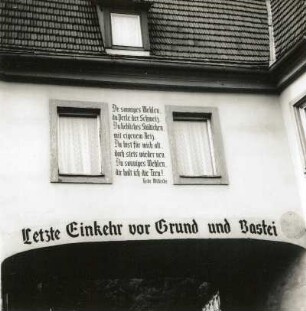 Du sonniges Wehlen,
du Perle der Schweiz.
Du liebliches Städtchen
mit eigenem Reiz.
Du bist für mich alt,
doch stets wieder neu.
Du sonniges Wehlen,
dir halt ich die Treu!
Letzte Einkehr vor Grund und Bastei